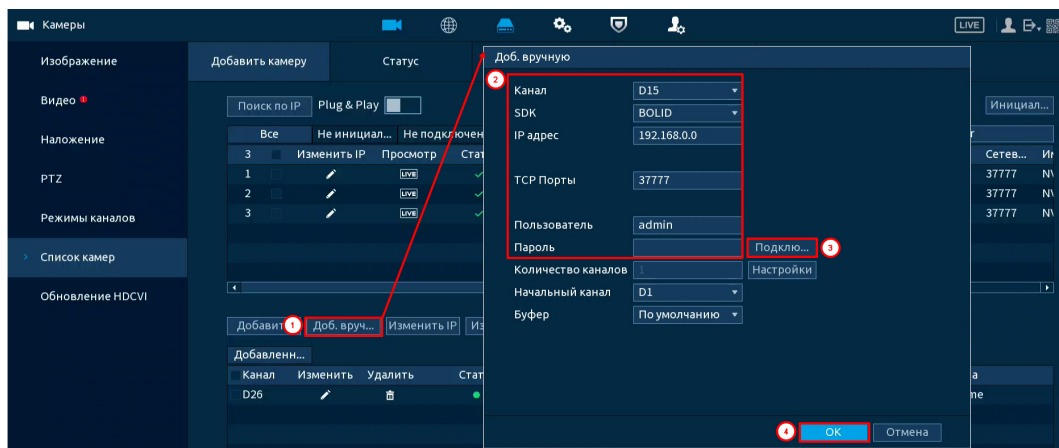 Камеры
LIVE
Изображение
Видео
Наложение
PTZ
Режимы каналов
Список камер
Обновление HDCVI
Добавить камеру
Статус
Поиск по IP
Plug & Play
Инициал...
Все
Не инициал...
Не подключен
3
Изменить IP
Просмотр
Стат
Сетев...
1
LIVE
37777
2
LIVE
37777
3
LIVE
37777
Добавит
1
Доб. вруч...
Изменить IP
Добавленн...
Канал
Изменить
Удалить
Стат
D26
Доб. вручную
2
Канал
D15
SDK
BOLID
IP адрес
192.168.0.0
TCP Порты
37777
Пользователь
admin
Пароль
Подклю...
3
Количество каналов
1
Настройки
Начальный канал
D1
Буфер
По умолчанию
4
OK
Отмена